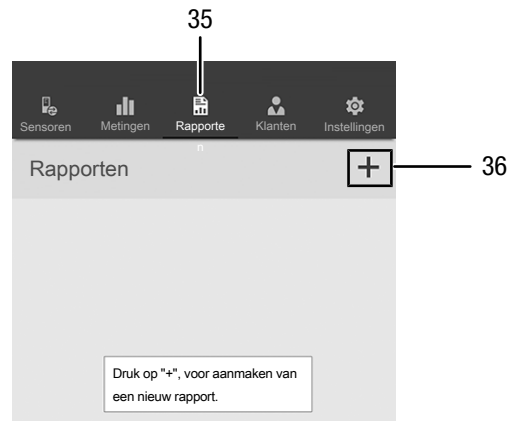 35
Sensoren Metingen Rapporte Klanten Instellingen
n
Rapporten +
36
Druk op "+", voor aanmaken van
een nieuw rapport.